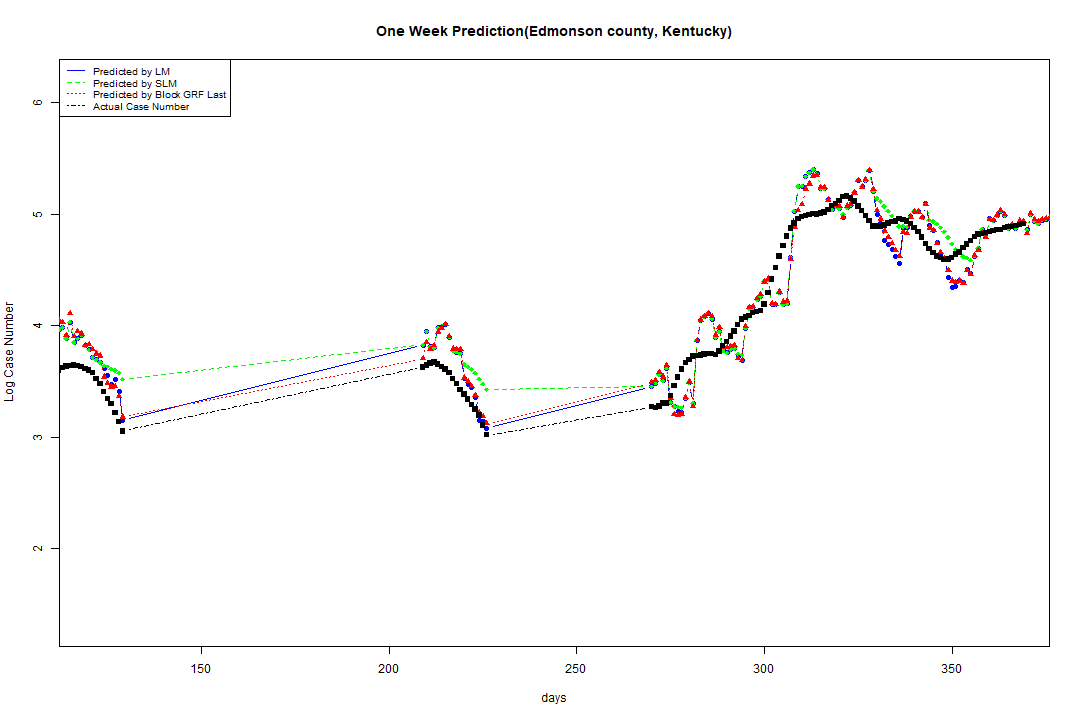 One Week Prediction(Edmonson county, Kentucky)
Predicted by LM
Predicted by SLM
Predicted by Block GRF Last
Actual Case Number
Log Case Number
6
5
4
3
2
150 200 250 300 350
days